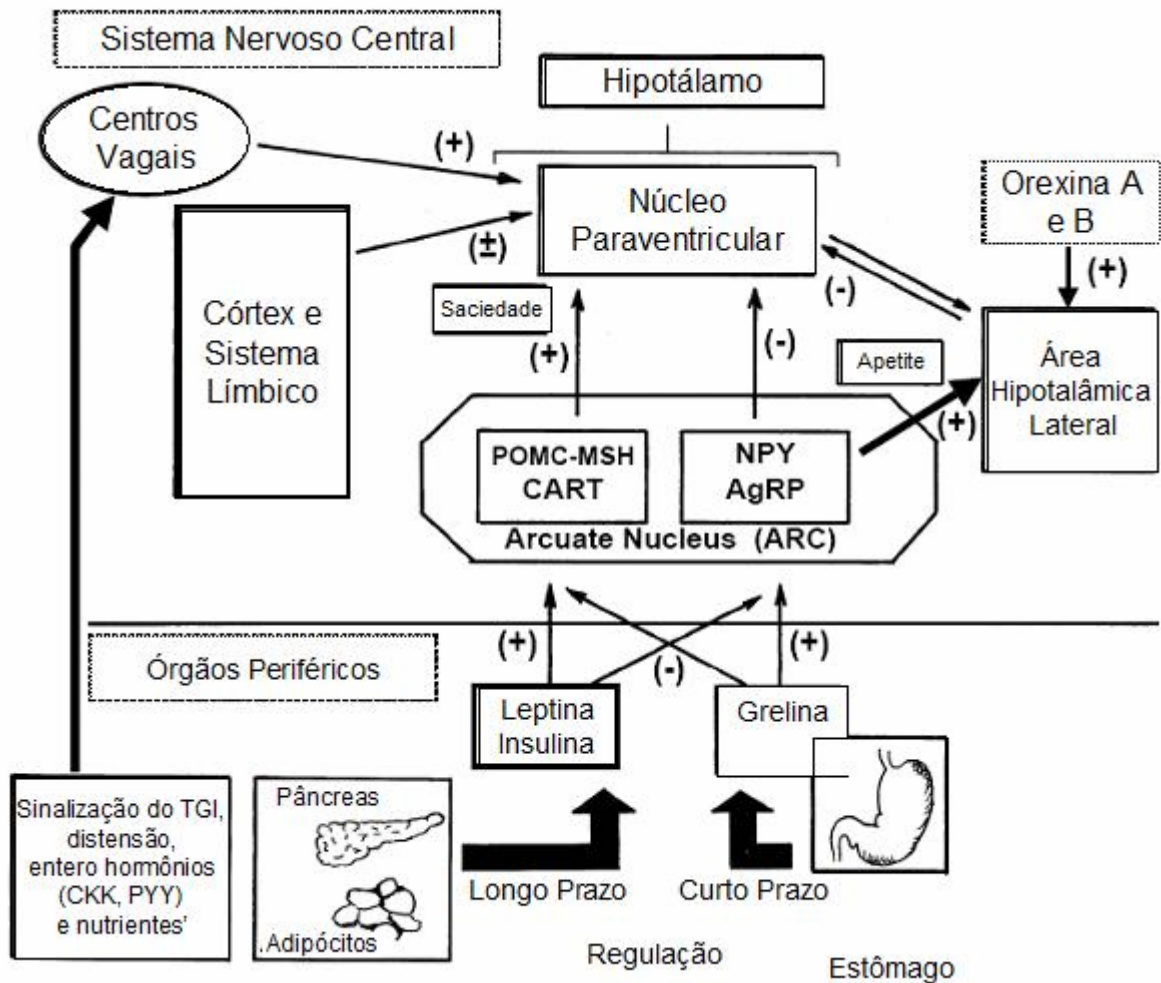 Sistema Nervoso Central
Hipotálamo
Centros
Vagais
(+)
Núcleo
Paraventricular
Orexina A
e B
(+)
(±)
(-)
Córtex e
Sistema
Límbico
Saciedade
(+)
(-)
Apetite
(+)
Área
Hipotalâmica
Lateral
POMC-MSH
CART
NPY
AgRP
Arcuate Nucleus (ARC)
Órgãos Periféricos
(+)
(-)
(+)
Leptina
Insulina
Grelina
Sinalização do TGI,
distensão,
entero hormônios
(CKK, PYY)
e nutrientes’
Pâncreas
.Adipócitos
Longo Prazo
Curto Prazo
Regulação
Estômago